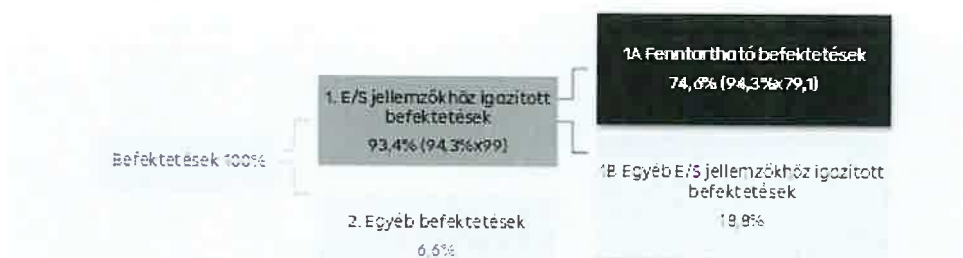 1A Fenntartható befektetések
74,6% (94,3%x79,1)
1. E/S jellemzőkhöz igazított
befektetések
93,4% (94,3%x99)
Befektetések 100%
1B Egyéb E/S jellemzőkhöz igazított
befektetések
18,8%
2. Egyéb befektetések
6,6%